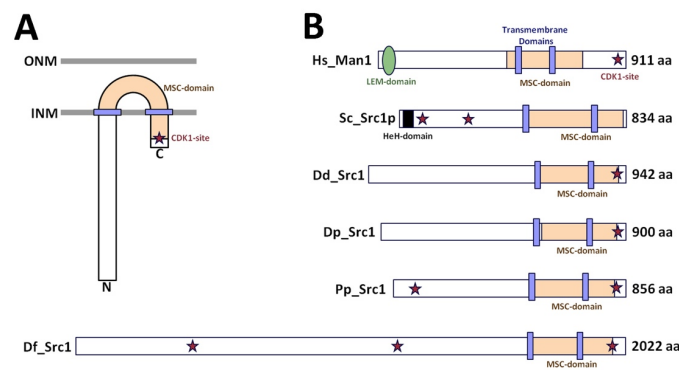 A
ONM
MSC-domain
INM
CDK1-site
C
N
B
Transmembrane
Domains
Hs_Man1
911 aa
LEM-domain
MSC-domain
CDK1-site
Sc_Src1p
834 aa
HeH-domain
MSC-domain
Dd_Src1
942 aa
MSC-domain
Dp_Src1
900 aa
MSC-domain
Pp_Src1
856 aa
MSC-domain
Df_Src1
2022 aa
MSC-domain